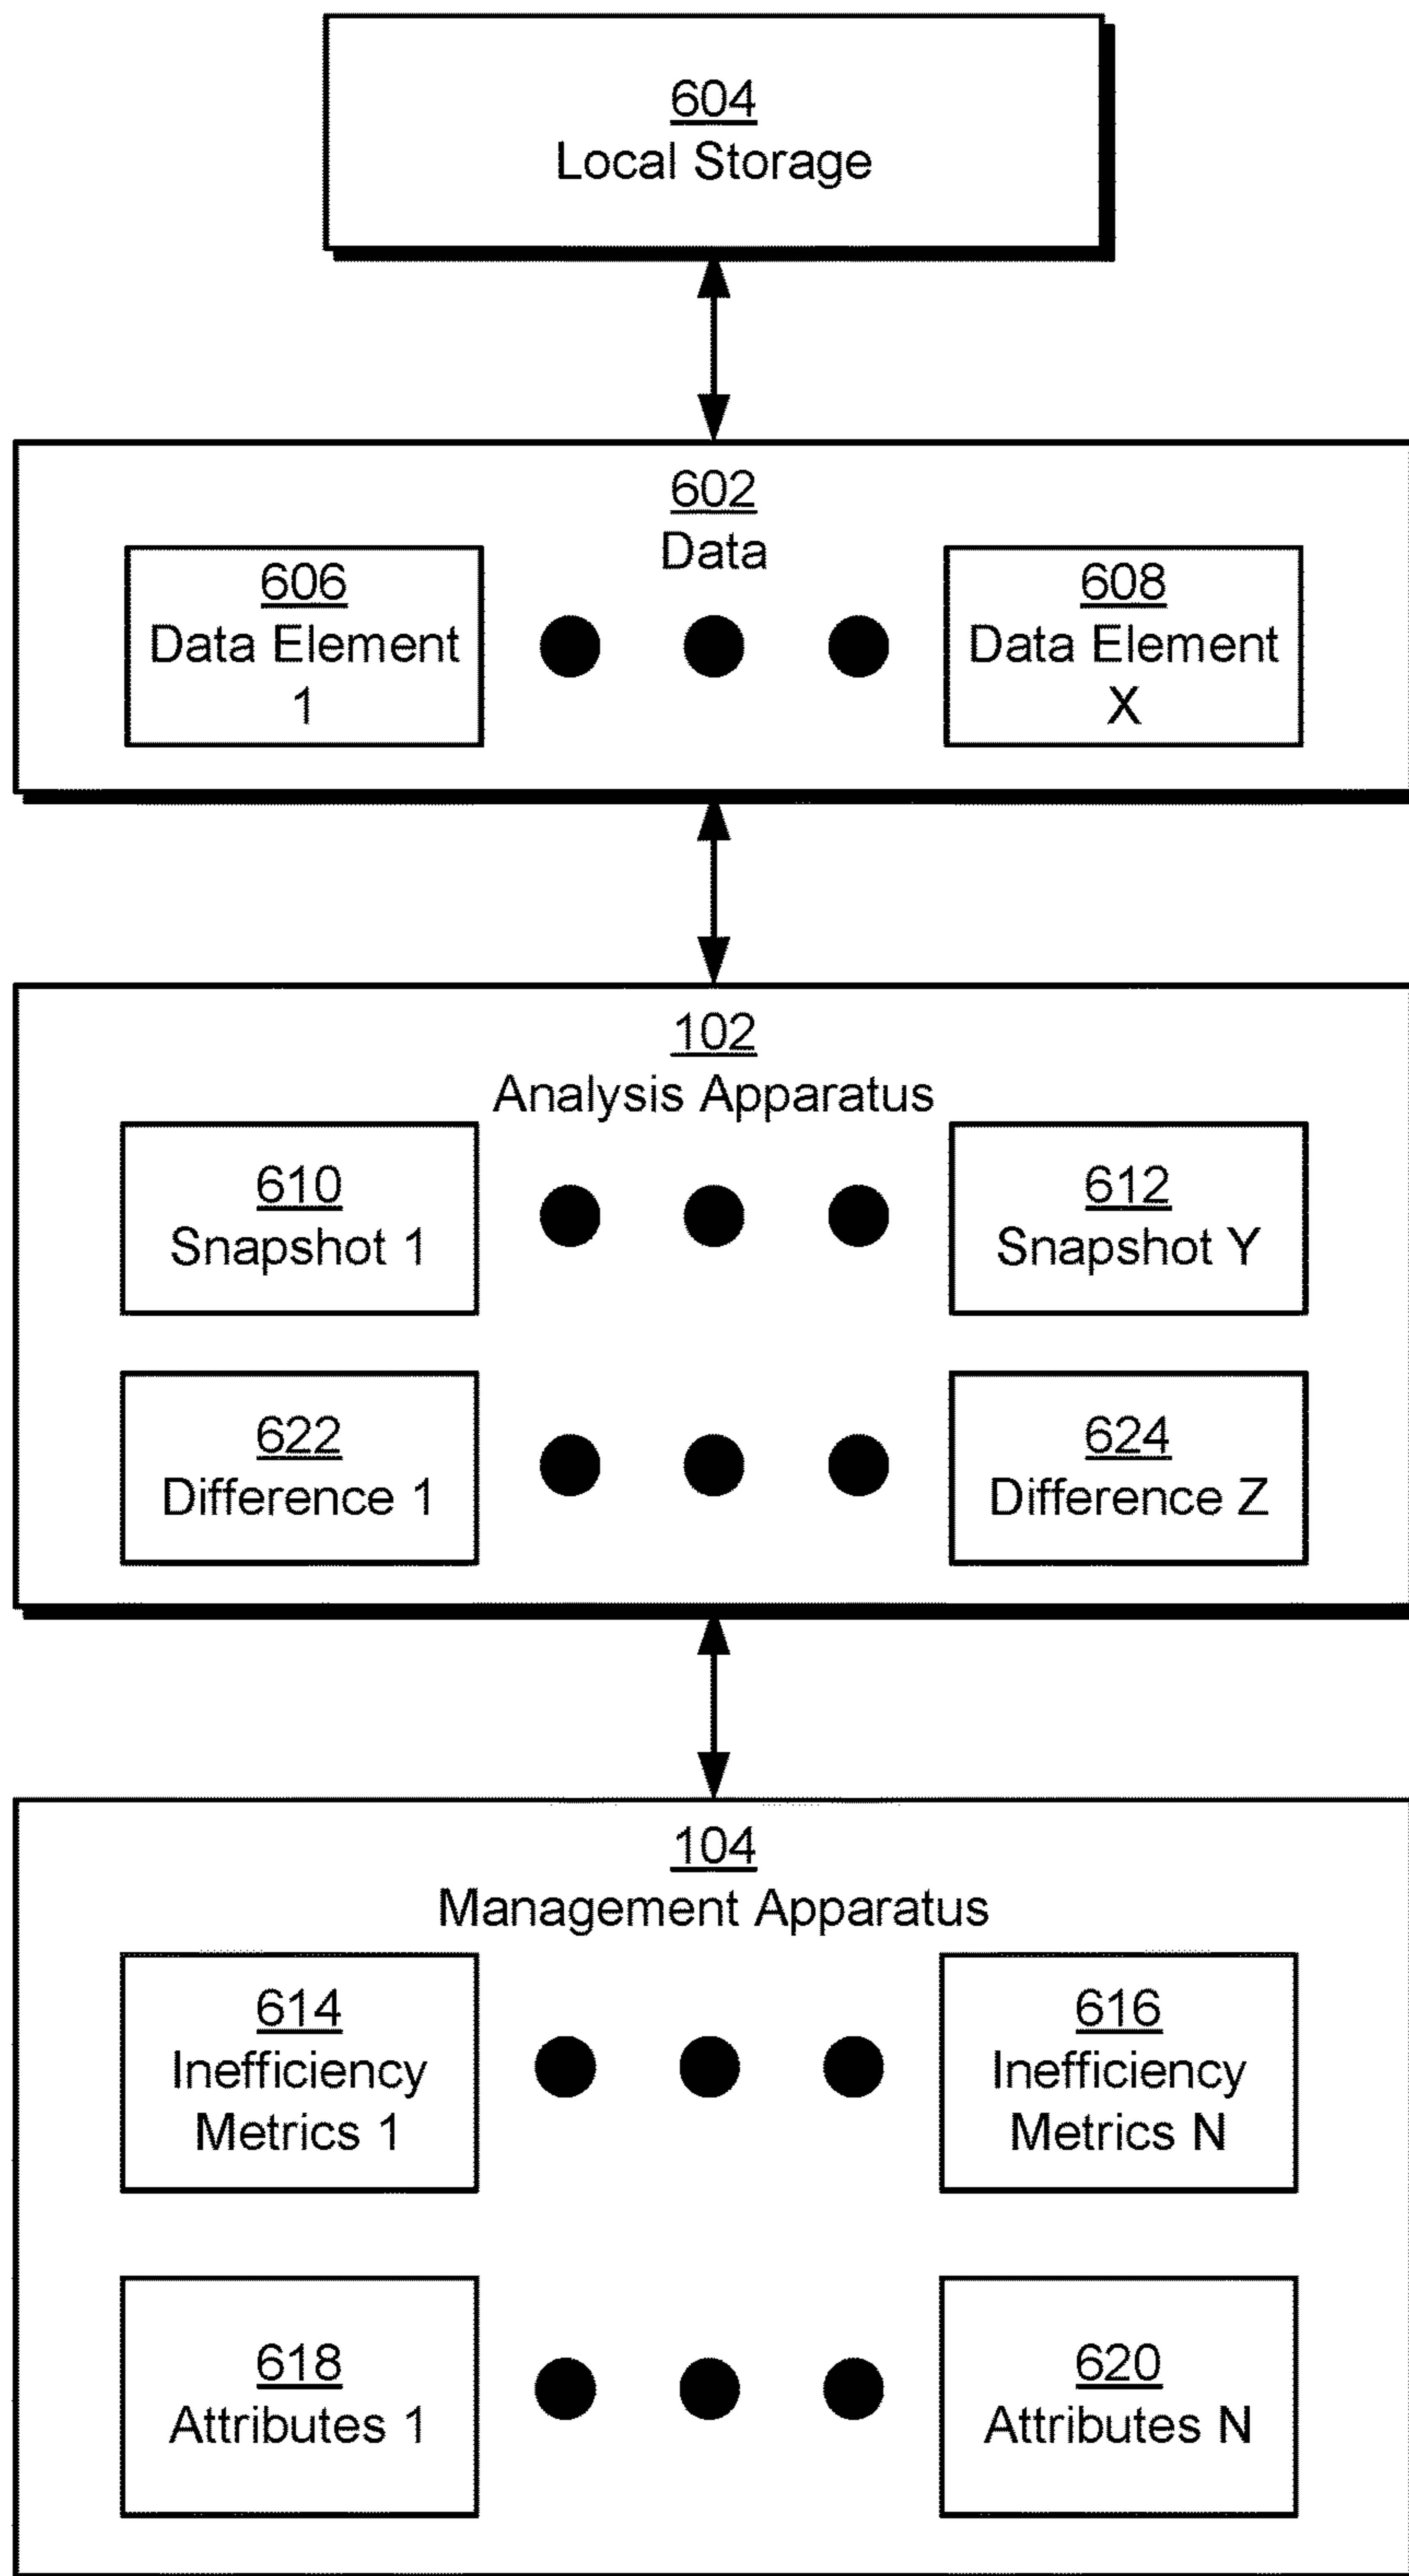 604
Local Storage
602
Data
606
Data Element
1
608
Data Element
X
102
Analysis Apparatus
610
Snapshot 1
612
Snapshot Y
622
Difference 1
624
Difference Z
104
Management Apparatus
614
Inefficiency
Metrics 1
616
Inefficiency
Metrics N
618
Attributes 1
620
Attributes N